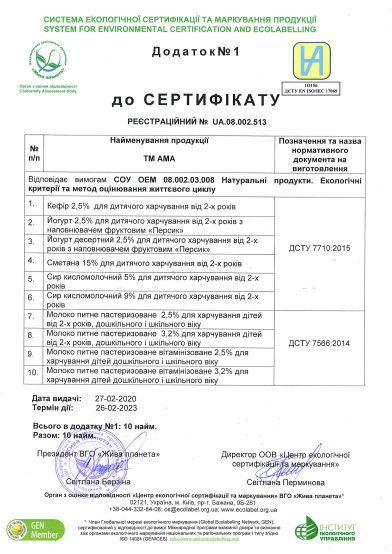 СИСТЕМА ЕКОЛОГІЧНОЇ СЕРТИФІКАЦІЇ ТА МАРКУВАННЯ ПРОДУКЦІЇ
SYSTEM FOR ENVIRONMENTAL CERTIFICATION AND ECOLABELLING
Додаток№1
Орган з оцінки відповідності
Conformity Assessment Body
10196
ДСТУ EN ISO/IEC 17065
до СЕРТИФІКАТУ
РЕЄСТРАЦІЙНИЙ № UA.08.002.513
№ п/п
Найменування продукції
ТМ АМА
Позначення та назва нормативного документа на виготовлення
Відповідає вимогам СОУ ОЕМ 08.002.03.008 Натуральні продукти. Екологічні
критерії та метод оцінювання життєвого циклу
1. Кефір 2,5% для дитячого харчування від 2-х років
2. Йогурт 2,5% для дитячого харчування від 2-х років з
наповнювачем фруктовим «Персик»
3. Йогурт десертний 2,5% для дитячого харчування від 2-х
років з наповнювачем фруктовим «Персик»
4. Сметана 15% для дитячого харчування від 2-х років
5. Сир кисломолочний 5% для дитячого харчування від 2-х
років
6. Сир кисломолочний 9% для дитячого харчування від 2-х
років
ДСТУ 7710:2015
7. Молоко питне пастеризоване 2,5% для харчування дітей
від 2-х років, дошкільного і шкільного віку
8. Молоко питне пастеризоване 3,2% для харчування дітей
від 2-х років, дошкільного і шкільного віку
9. Молоко питне пастеризоване вітамінізоване 2,5% для
харчування дітей дошкільного і шкільного віку
10. Молоко питне пастеризоване вітамінізоване 3,2% для
харчування дітей дошкільного і шкільного віку
ДСТУ 7566:2014
Дата видачі: 27-02-2020
Термін дії: 26-02-2023
Всього в додатку №1: 10 найм.
Разом: 10 найм.
Президент ВГО «Жива планета»
Світлана Берзіна
Директор ООВ «Центр екологічної
сертифікації та маркування»
Світлана Перминова
Орган з оцінки відповідності «Центр екологічної сертифікації та маркування» ВГО «Жива планета»*
02121, Україна, м. Київ, пр-т. Бажана, 8Б-261
+38-044-332-84-08; os@ecolabel.org.ua; www.ecolabel.org.ua
GEN
Member
* Член Глобальної мережі екологічного маркування (Global Ecolabelling Network, GEN),
ISO 14024 (GENICES)
ІНСТИТУТ
ЕКОЛОГІЧНОГО
УПРАВЛІННЯ